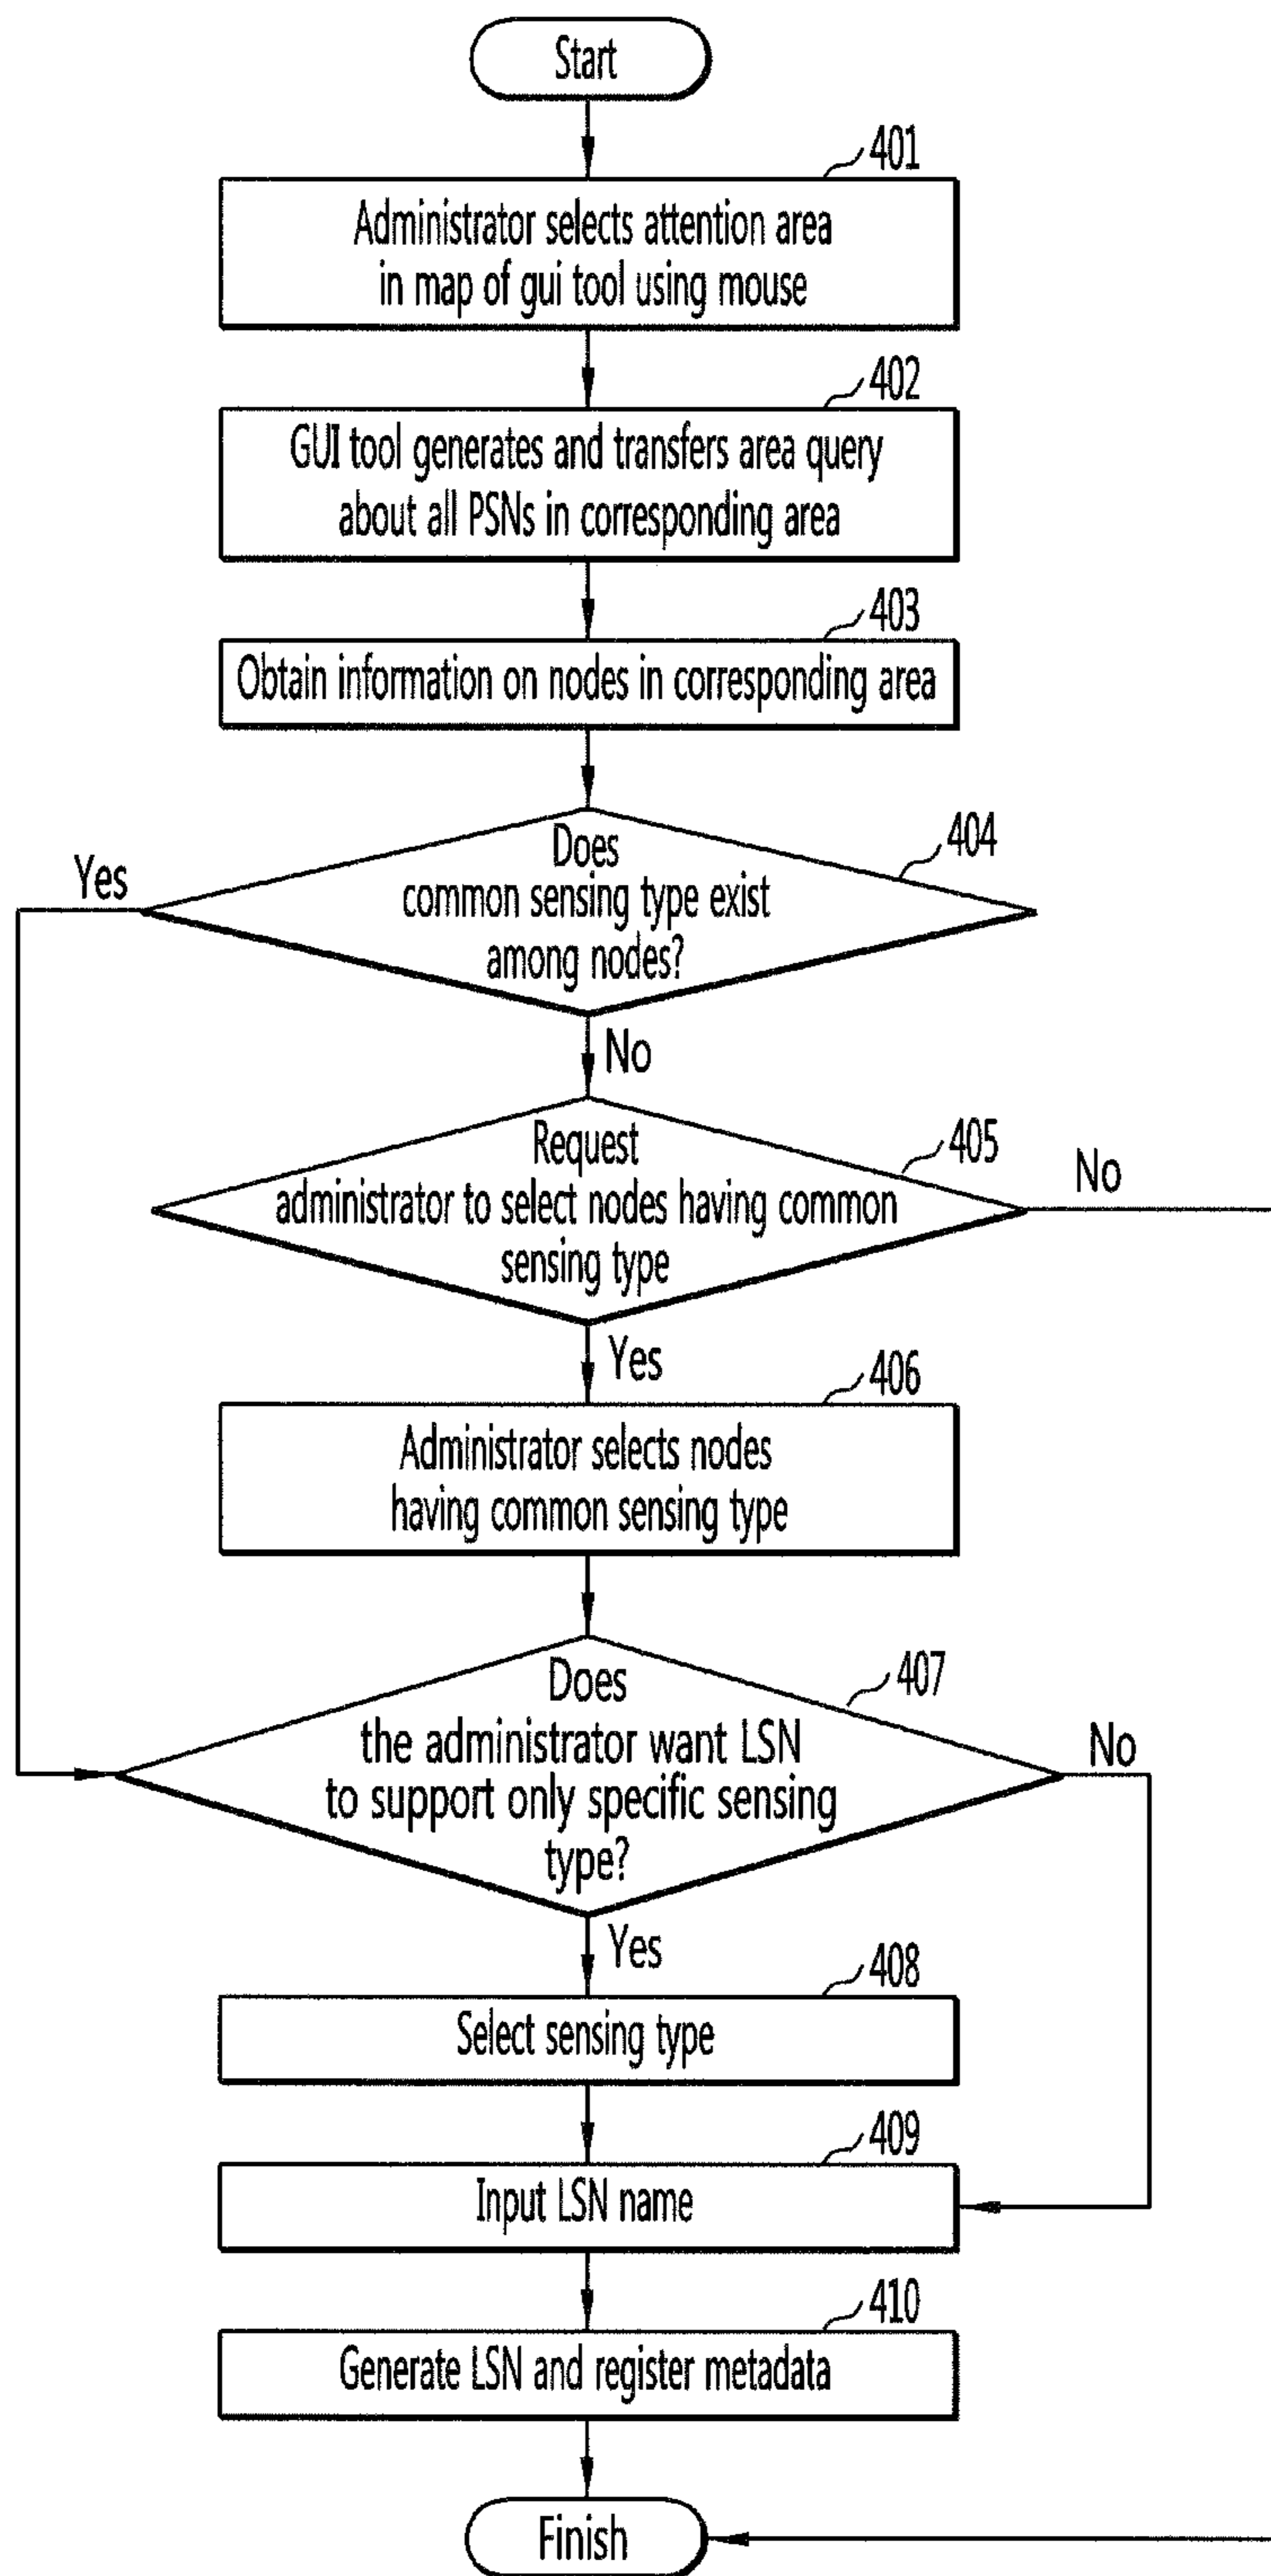 Start
401
Administrator selects attention area
in map of gui tool using mouse
402
GUI tool generates and transfers area query
about all PSNs in corresponding area
403
Obtain information on nodes in corresponding area
404
Yes
Does
common sensing type exist
among nodes?
No
405
No
Request
administrator to select nodes having common
sensing type
Yes
406
Administrator selects nodes
having common sensing type
407
No
Does
the administrator want LSN
to support only specific sensing
type?
Yes
408
Select sensing type
409
Input LSN name
410
Generate LSN and register metadata
Finish